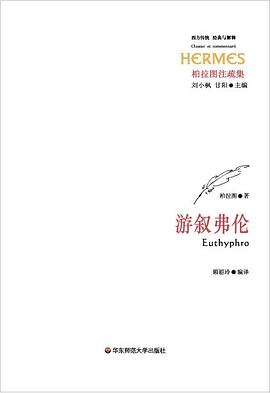 西方传统 经典与解释
Classici et commentarii
HERMES
柏拉图注疏集
刘小枫 甘阳●主编
柏拉图●著
游叙弗伦
Euthyphro
顾丽玲●编译
华东师范大学出版社